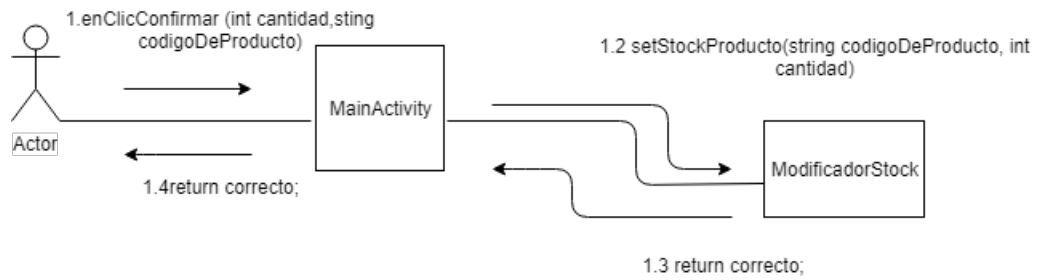 1.enClicConfirmar (int cantidad,sting
codigoDeProducto)
1.2 setStockProducto(string codigoDeProducto, int
cantidad)
MainActivity
Actor
ModificadorStock
1.4return correcto;
1.3 return correcto;